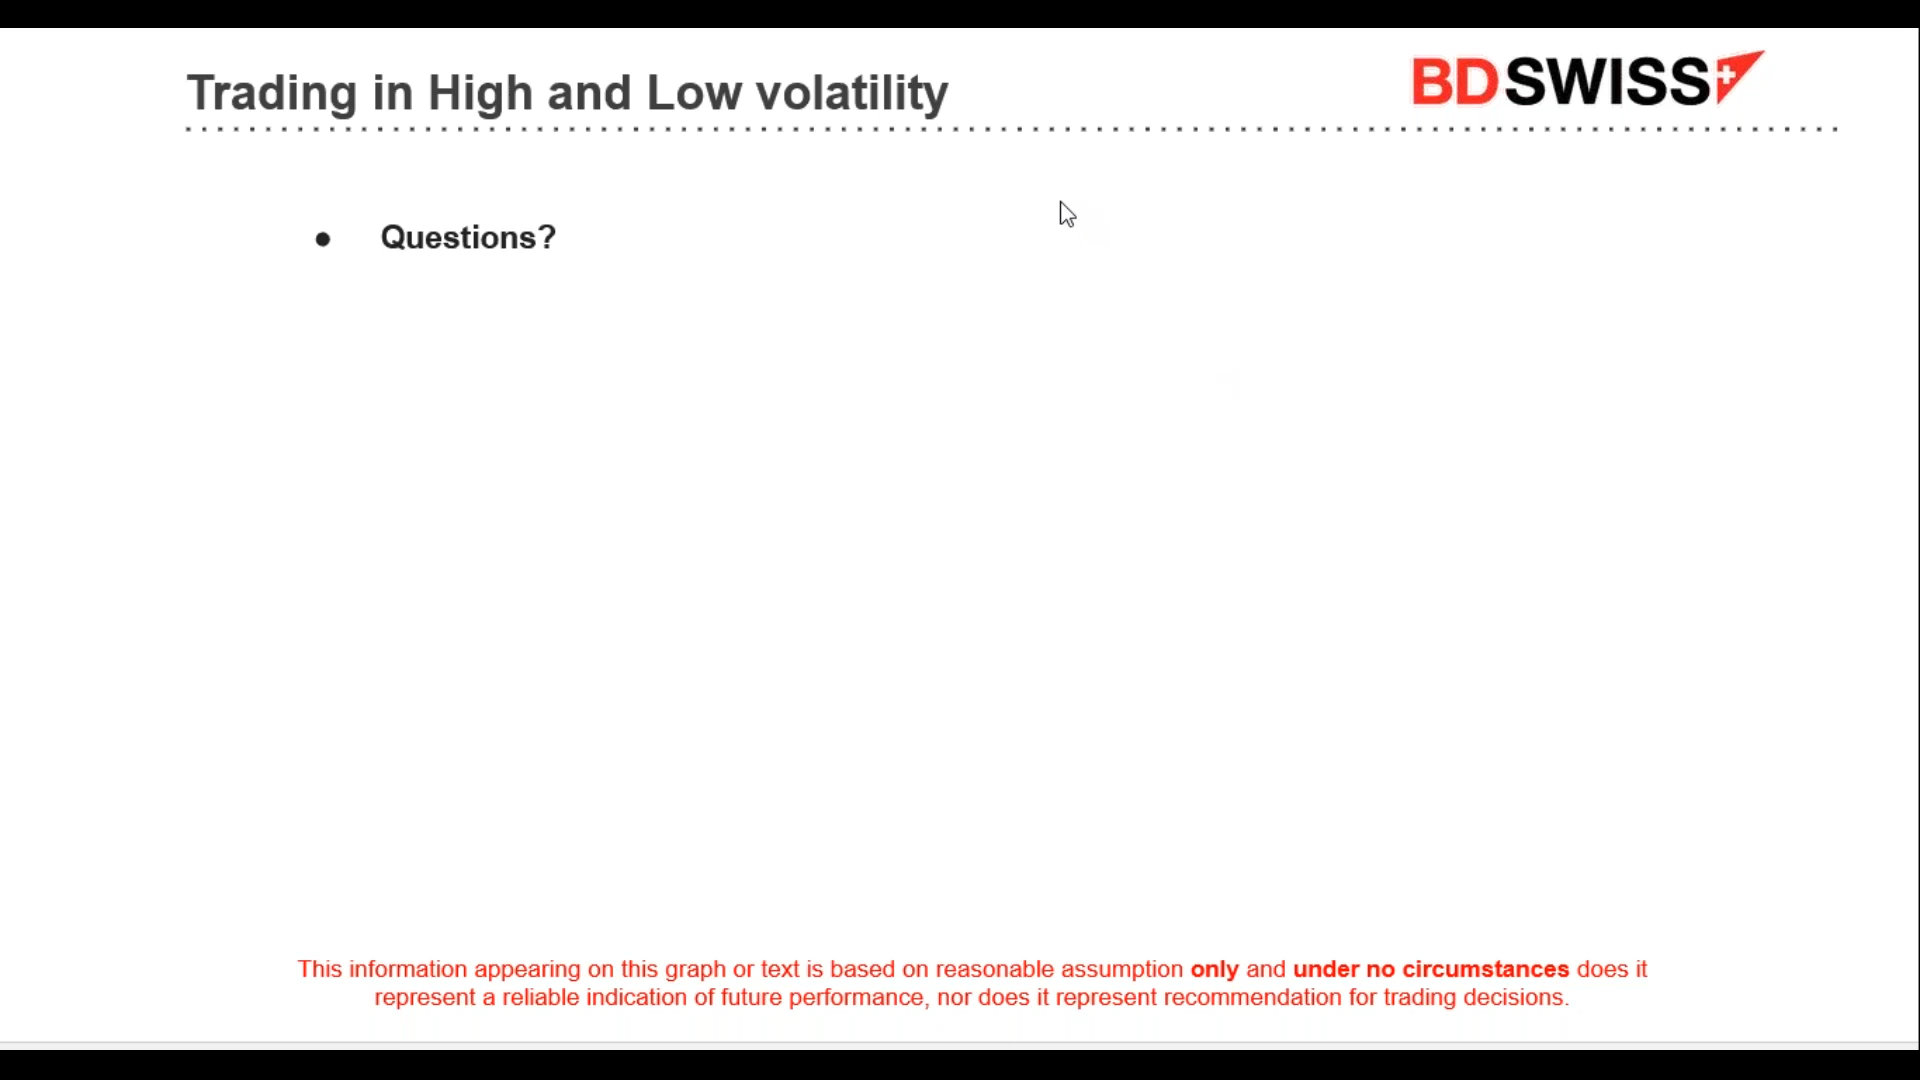 Trading in High and Low volatility
BDSWISS
● Questions?
This information appearing on this graph or text is based on reasonable assumption only and under no circumstances does it
represent a reliable indication of future performance, nor does it represent recommendation for trading decisions.